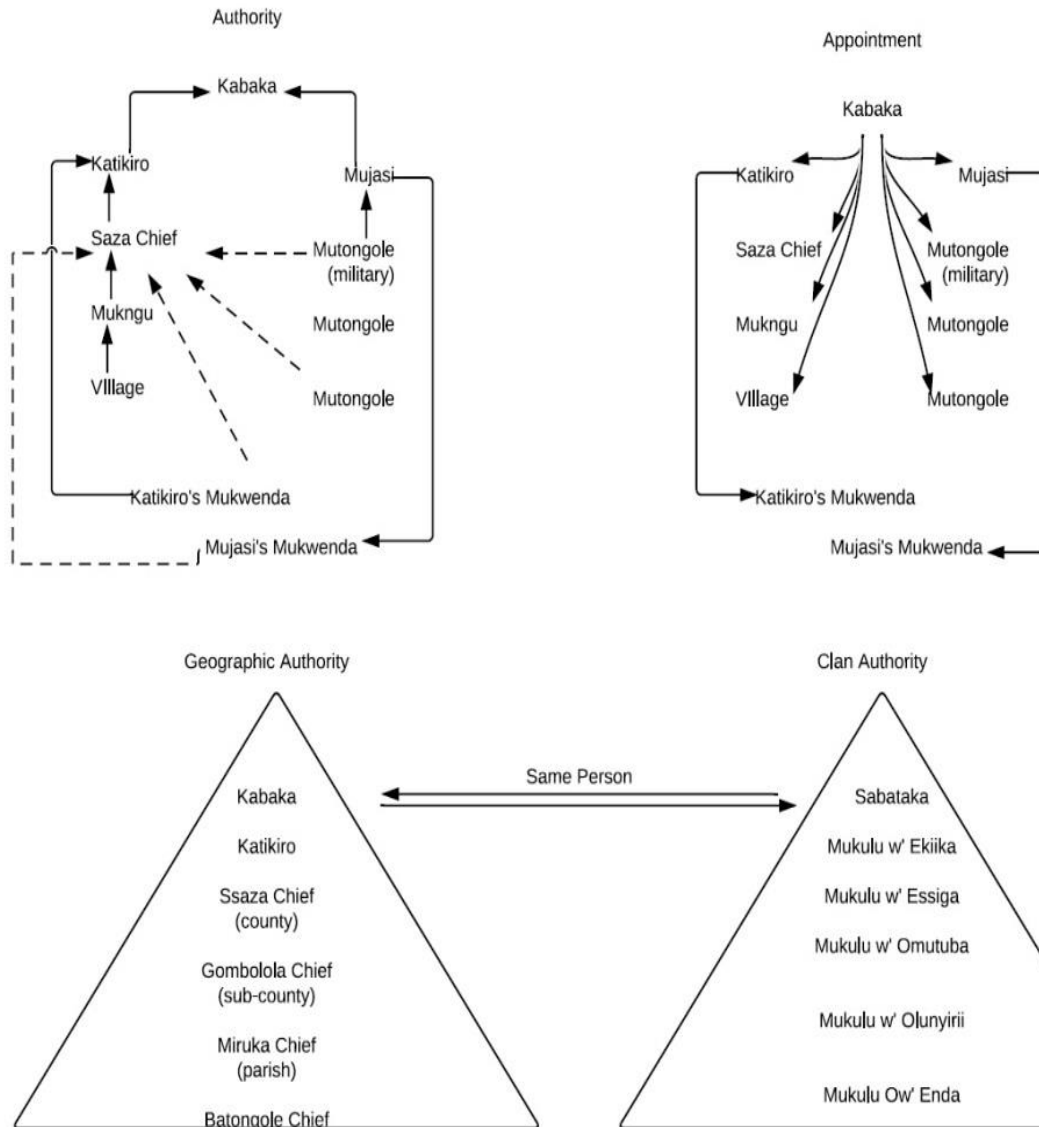 Authority
Kabaka
Katikiro
Mujasi
Saza Chief
Mutongole
(military)
Mukngu
Mutongole
VIllage
Mutongole
Katikiro's Mukwenda
Mujasi's Mukwenda
Appointment
Kabaka
Katikiro
Mujasi
Saza Chief
Mutongole
(military)
Mukngu
Mutongole
VIllage
Mutongole
Katikiro's Mukwenda
Mujasi's Mukwenda
Geographic Authority
Kabaka
Katikiro
Ssaza Chief
(county)
Gombolola Chief
(sub-county)
Miruka Chief
(parish)
Batongole Chief
Same Person
Clan Authority
Sabataka
Mukulu w' Ekiika
Mukulu w' Essiga
Mukulu w' Omutuba
Mukulu w' Olunyirii
Mukulu Ow' Enda